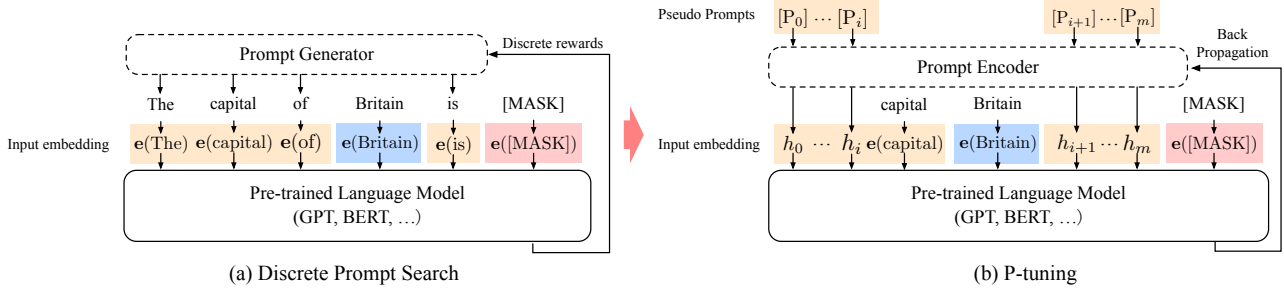 Prompt Generator
Discrete rewards
The capital of Britain is [MASK]
Input embedding e(The) e(capital) e(of) e(Britain) e(is) e([MASK])
Pre-trained Language Model
(GPT, BERT, …)
(a) Discrete Prompt Search
Pseudo Prompts [P₀] ⋯ [Pᵢ] [Pᵢ₊₁] ⋯ [Pₘ]
Back
Propagation
Prompt Encoder
capital Britain [MASK]
Input embedding h₀ ⋯ hᵢ e(capital) e(Britain) hᵢ₊₁ ⋯ hₘ e([MASK])
Pre-trained Language Model
(GPT, BERT, …)
(b) P-tuning